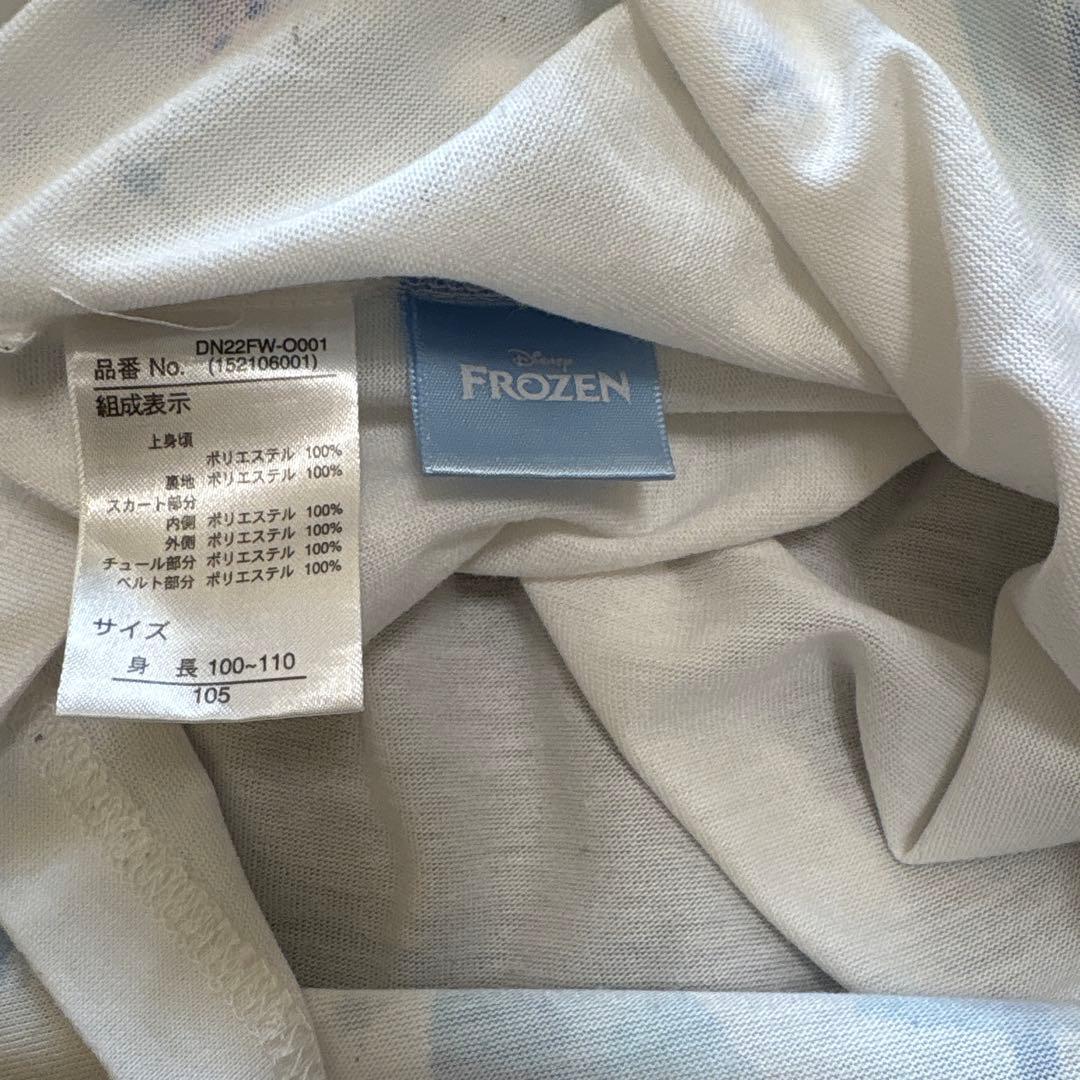 DN22FW-O001
品番 No. (152106001)
組成表示
上身頃
ポリエステル 100%
裏地 ポリエステル 100%
スカート部分
内側 ポリエステル 100%
外側 ポリエステル 100%
チュール部分 ポリエステル 100%
ベルト部分 ポリエステル 100%
サイズ
身 長 100~110
105
Disney
FROZEN